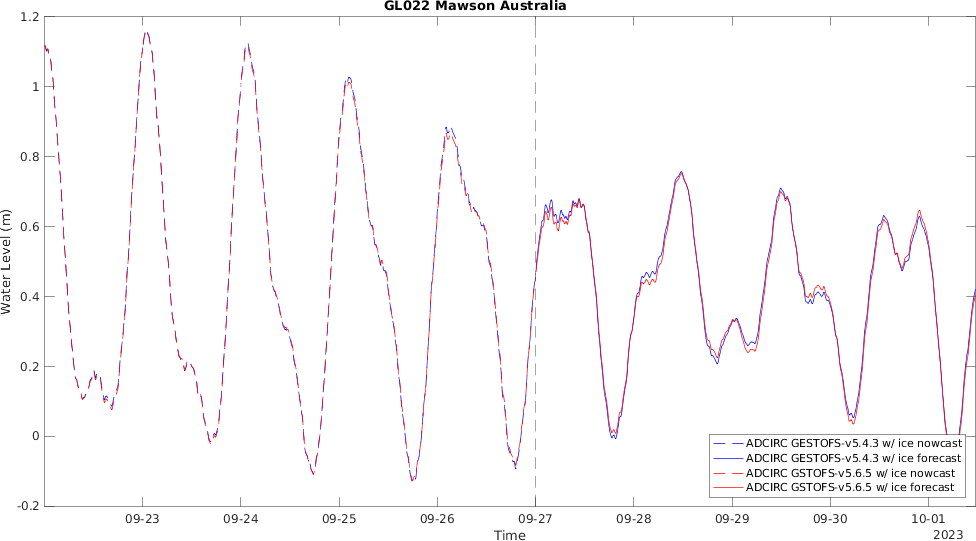 GL022 Mawson Australia
1.2
1
0.8
0.6
0.4
0.2
0
-0.2
Water Level (m)
09-23
09-24
09-25
09-26
09-27
09-28
09-29
09-30
10-01
Time
2023
ADCIRC GESTOFS-v5.4.3 w/ ice nowcast
ADCIRC GESTOFS-v5.4.3 w/ ice forecast
ADCIRC GSTOFS-v5.6.5 w/ ice nowcast
ADCIRC GSTOFS-v5.6.5 w/ ice forecast